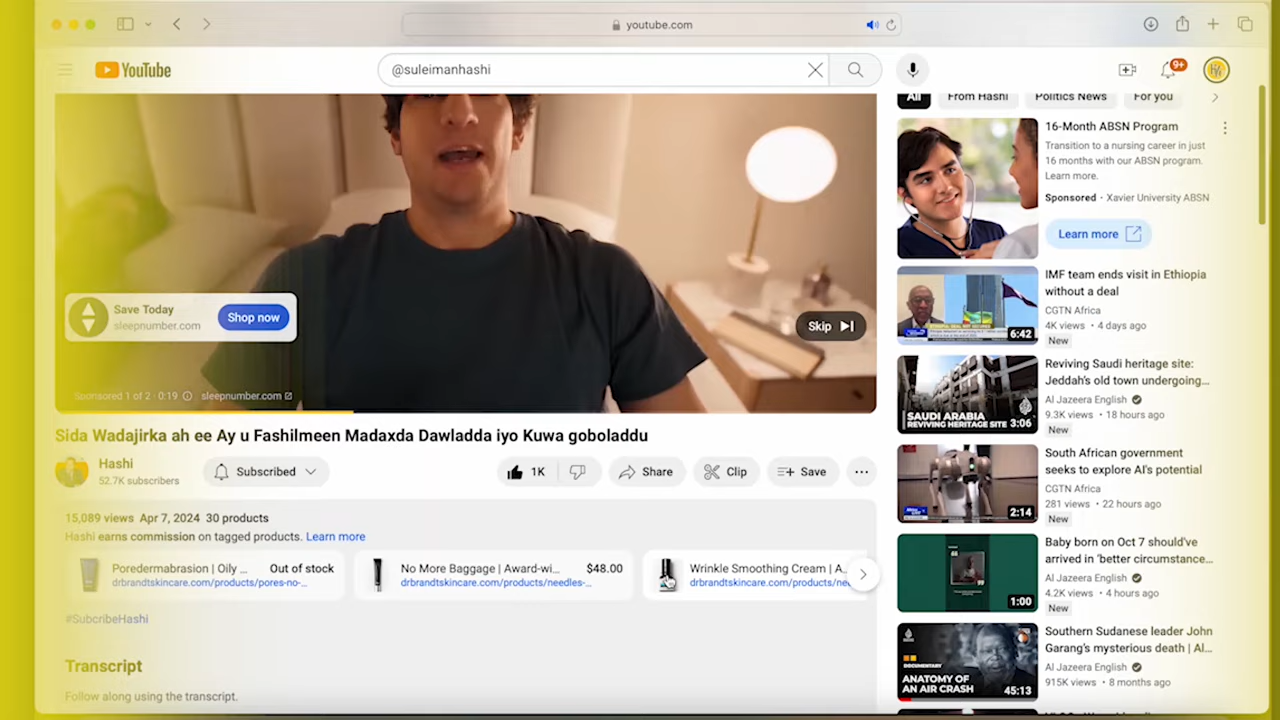 youtube.com
YouTube
@suleimanhashi
9+
All
From Hashi
Politics News
For you
Save Today
sleepnumber.com
Shop now
Skip
Sponsored 1 of 2 · 0:19
sleepnumber.com
Sida Wadajirka ah ee Ay u Fashilmeen Madaxda Dawladda iyo Kuwa goboladdu
Hashi
52.7K subscribers
Subscribed
1K
Share
Clip
Save
15,089 views Apr 7, 2024 30 products
Hashi earns commission on tagged products. Learn more
Poredermabrasion | Oily ...
Out of stock
drbrandtskincare.com/products/pores-no-...
No More Baggage | Award-wi...
$48.00
drbrandtskincare.com/products/needles-...
Wrinkle Smoothing Cream | A...
drbrandtskincare.com/products/nee
#SubcribeHashi
Transcript
Follow along using the transcript.
16-Month ABSN Program
Transition to a nursing career in just
16 months with our ABSN program.
Learn more.
Sponsored · Xavier University ABSN
Learn more
IMF team ends visit in Ethiopia
without a deal
CGTN Africa
4K views · 4 days ago
New
6:42
Reviving Saudi heritage site:
Jeddah's old town undergoing...
Al Jazeera English
9.3K views · 18 hours ago
New
SAUDI ARABIA
REVIVING HERITAGE SITE
3:06
South African government
seeks to explore AI's potential
CGTN Africa
281 views · 22 hours ago
New
2:14
Baby born on Oct 7 should've
arrived in 'better circumstance...
Al Jazeera English
4.2K views · 4 hours ago
New
1:00
Southern Sudanese leader John
Garang's mysterious death | Al...
Al Jazeera English
915K views · 8 months ago
DOCUMENTARY
ANATOMY OF
AN AIR CRASH
45:13